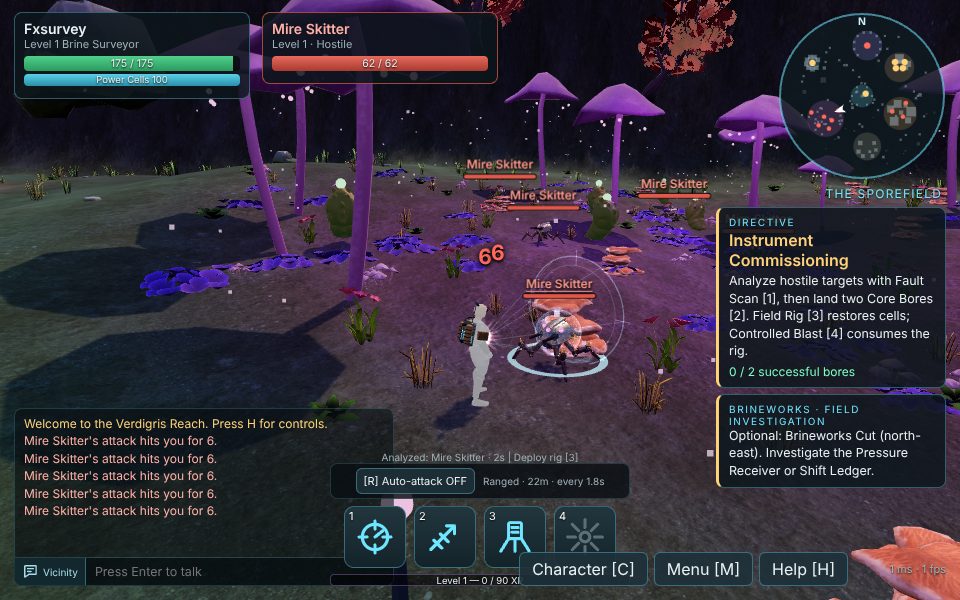 Fxsurvey
Level 1 Brine Surveyor
175 / 175
Power Cells 100
Mire Skitter
Level 1 · Hostile
62 / 62
N
THE SPOREFIELD
Mire Skitter
Mire Skitter
Mire Skitter
66
Mire Skitter
DIRECTIVE
Instrument
Commissioning
Analyze hostile targets with Fault
Scan [1], then land two Core Bores
[2]. Field Rig [3] restores cells;
Controlled Blast [4] consumes the
rig.
0 / 2 successful bores
BRINEWORKS · FIELD
INVESTIGATION
Optional: Brineworks Cut (north-
east). Investigate the Pressure
Receiver or Shift Ledger.
Welcome to the Verdigris Reach. Press H for controls.
Mire Skitter's attack hits you for 6.
Mire Skitter's attack hits you for 6.
Mire Skitter's attack hits you for 6.
Mire Skitter's attack hits you for 6.
Mire Skitter's attack hits you for 6.
Vicinity
Press Enter to talk
Analyzed: Mire Skitter · 2s | Deploy rig [3]
[R] Auto-attack OFF
Ranged · 22m · every 1.8s
1
2
3
4
Level 1 — 0 / 90 X
Character [C]
Menu [M]
Help [H]
1 ms · 1 fps